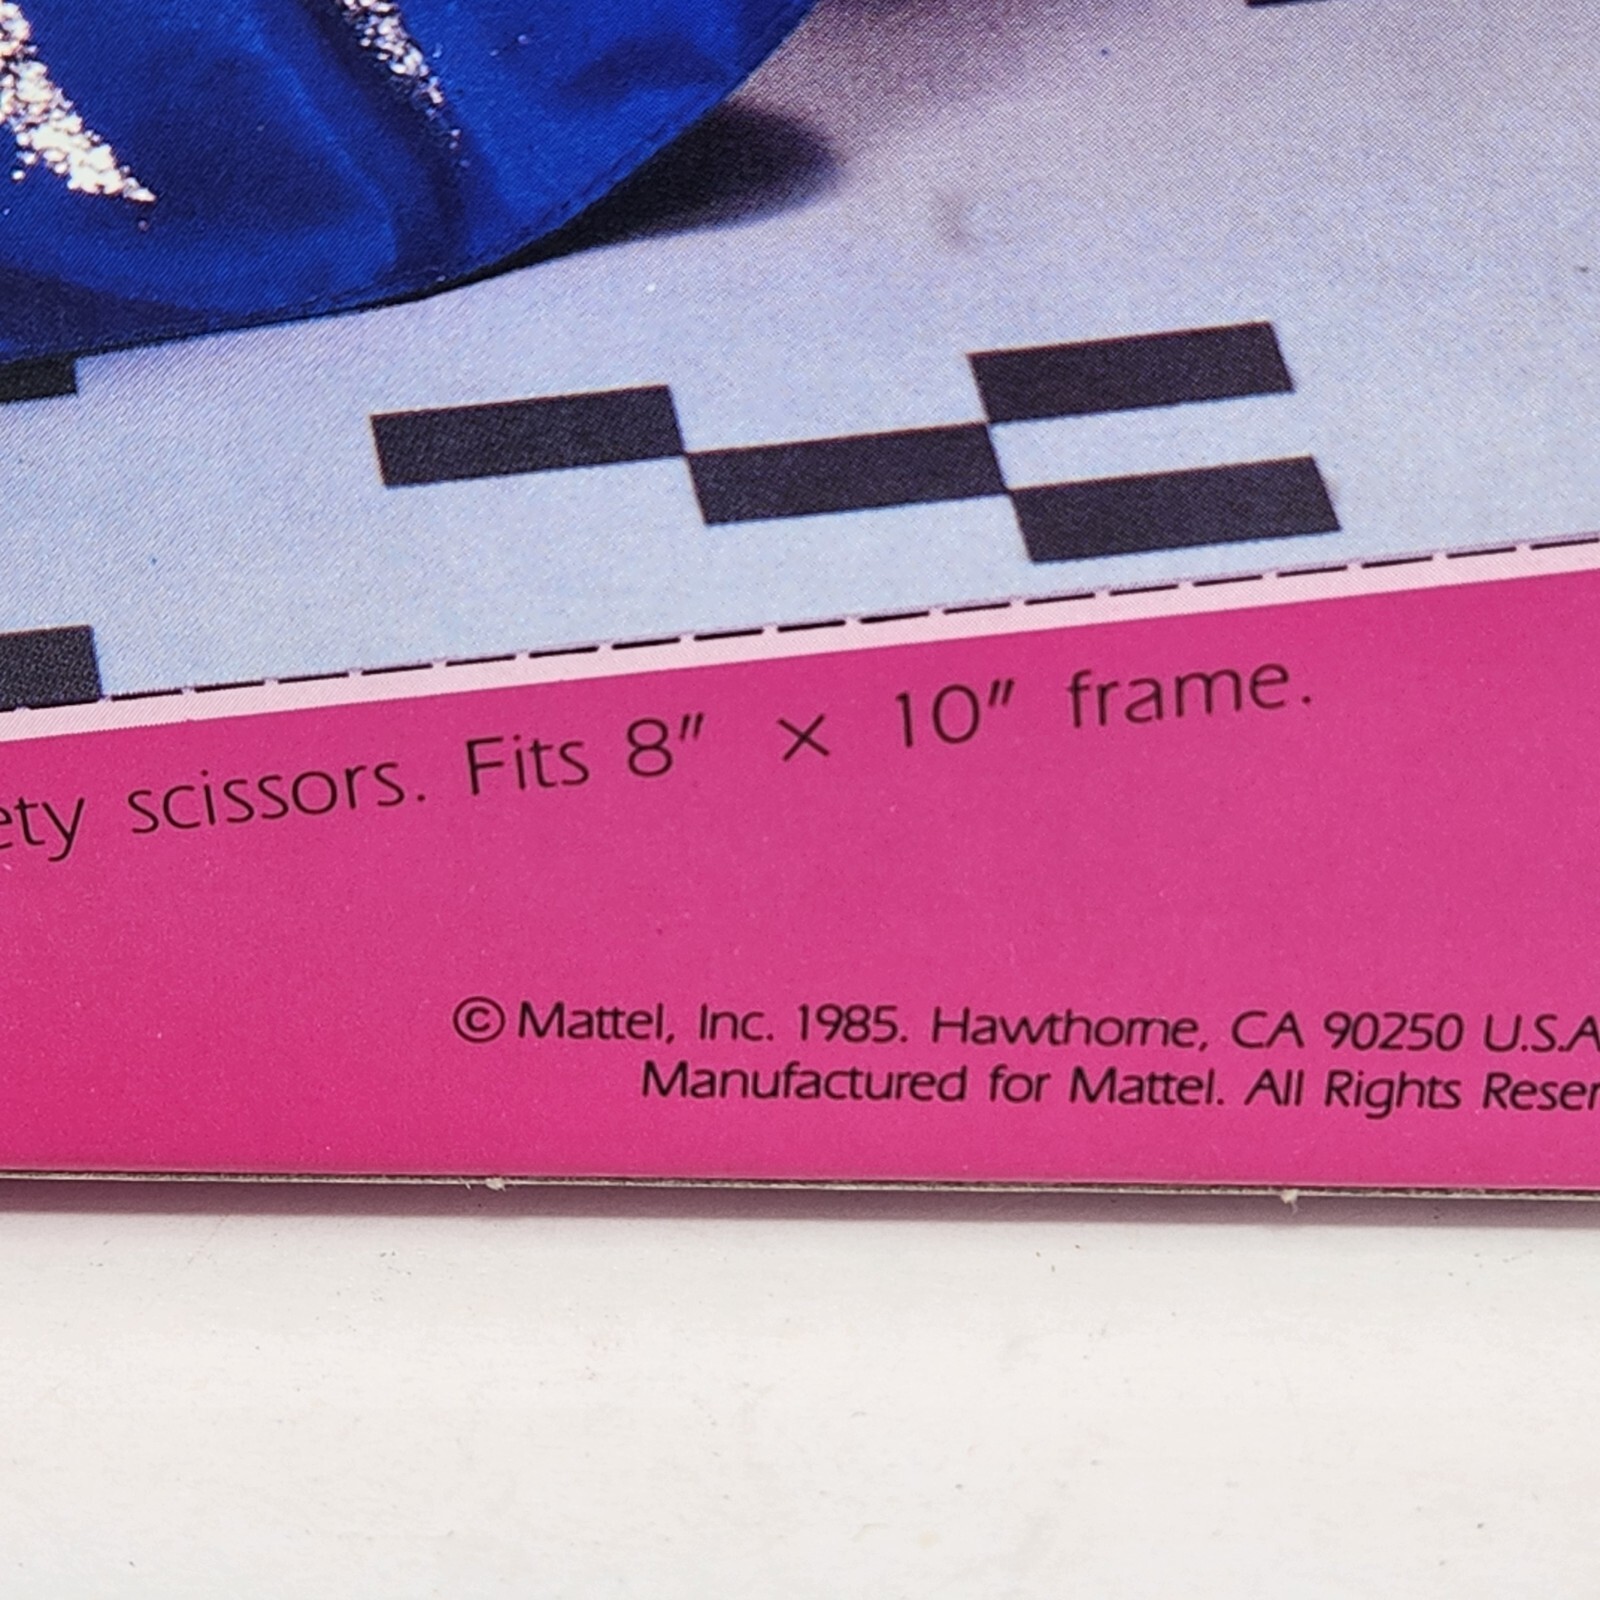 ety scissors. Fits 8" × 10" frame.
© Mattel, Inc. 1985. Hawthorne, CA 90250 U.S.A
Manufactured for Mattel. All Rights Reser